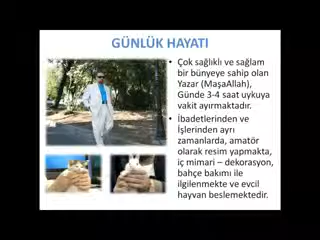 GÜNLÜK HAYATI
• Çok sağlıklı ve sağlam
bir bünyeye sahip olan
Yazar (MaşaAllah),
Günde 3-4 saat uykuya
vakit ayırmaktadır.
• İbadetlerinden ve
İşlerinden ayrı
zamanlarda, amatör
olarak resim yapmakta,
iç mimari – dekorasyon,
bahçe bakımı ile
ilgilenmekte ve evcil
hayvan beslemektedir.